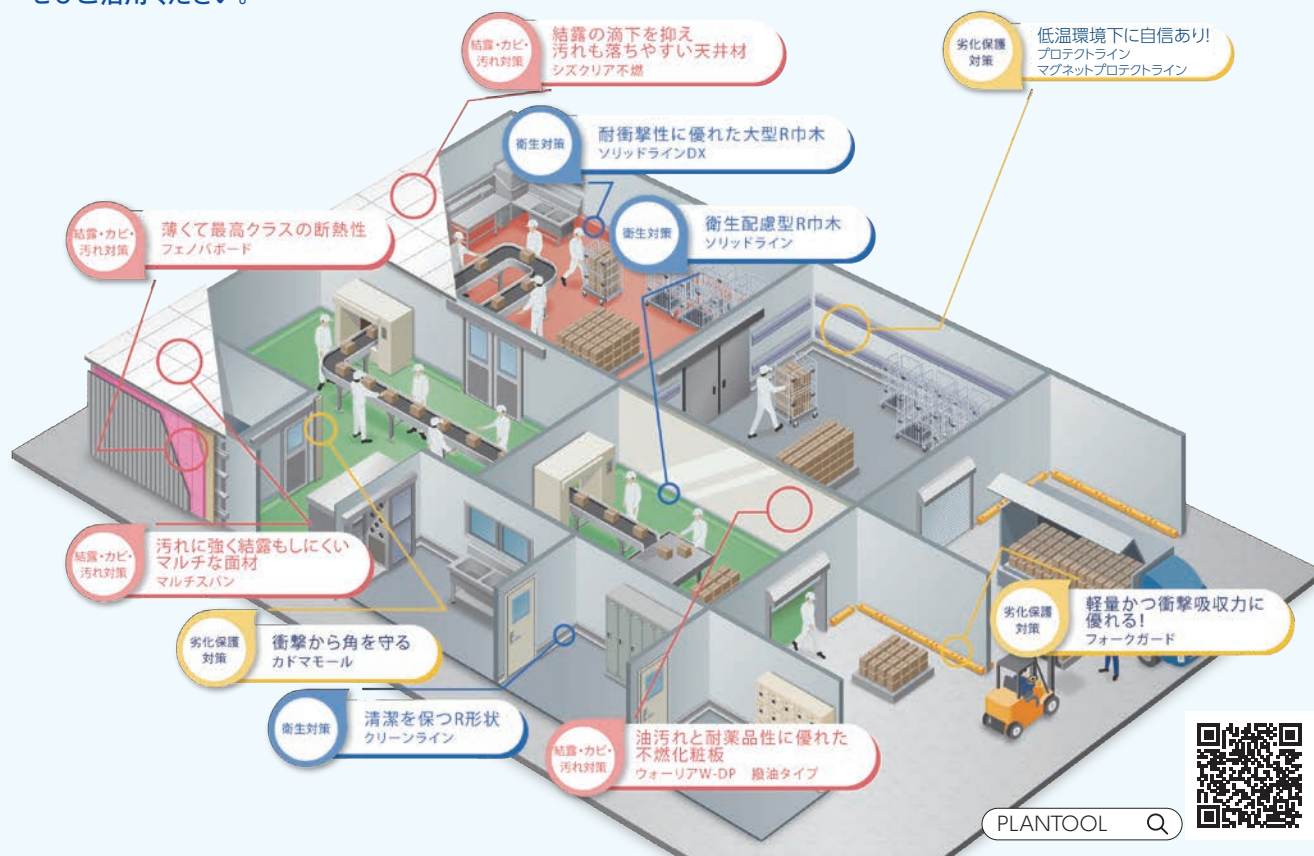 ぜひご活用ください。
結露・カビ・
汚れ対策
結露の滴下を抑え
汚れも落ちやすい天井材
シズクリア不燃
劣化保護
対策
低温環境下に自信あり!
プロテクトライン
マグネットプロテクトライン
衛生対策
耐衝撃性に優れた大型R巾木
ソリッドラインDX
結露・カビ・
汚れ対策
薄くて最高クラスの断熱性
フェノバボード
衛生対策
衛生配慮型R巾木
ソリッドライン
結露・カビ・
汚れ対策
汚れに強く結露もしにくい
マルチな面材
マルチスパン
劣化保護
対策
衝撃から角を守る
カドマモール
劣化保護
対策
軽量かつ衝撃吸収力に
優れる!
フォークガード
衛生対策
清潔を保つR形状
クリーンライン
結露・カビ・
汚れ対策
油汚れと耐薬品性に優れた
不燃化粧板
ウォーリアW-DP 撥油タイプ
PLANTOOL